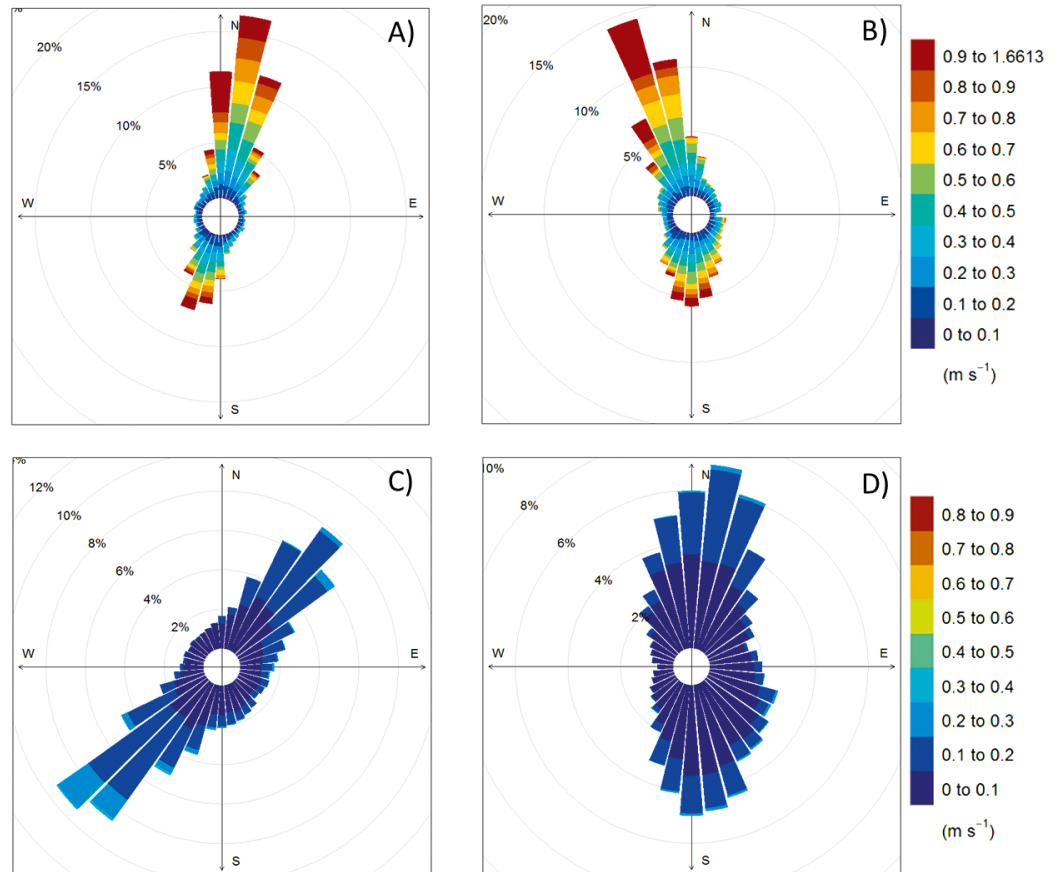 A)
N
20%
15%
10%
5%
W
E
S
B)
N
20%
15%
10%
5%
W
E
S
0.9 to 1.6613
0.8 to 0.9
0.7 to 0.8
0.6 to 0.7
0.5 to 0.6
0.4 to 0.5
0.3 to 0.4
0.2 to 0.3
0.1 to 0.2
0 to 0.1
(m s⁻¹)
C)
N
12%
10%
8%
6%
4%
2%
W
E
S
D)
N
10%
8%
6%
4%
2%
W
E
S
0.8 to 0.9
0.7 to 0.8
0.6 to 0.7
0.5 to 0.6
0.4 to 0.5
0.3 to 0.4
0.2 to 0.3
0.1 to 0.2
0 to 0.1
(m s⁻¹)